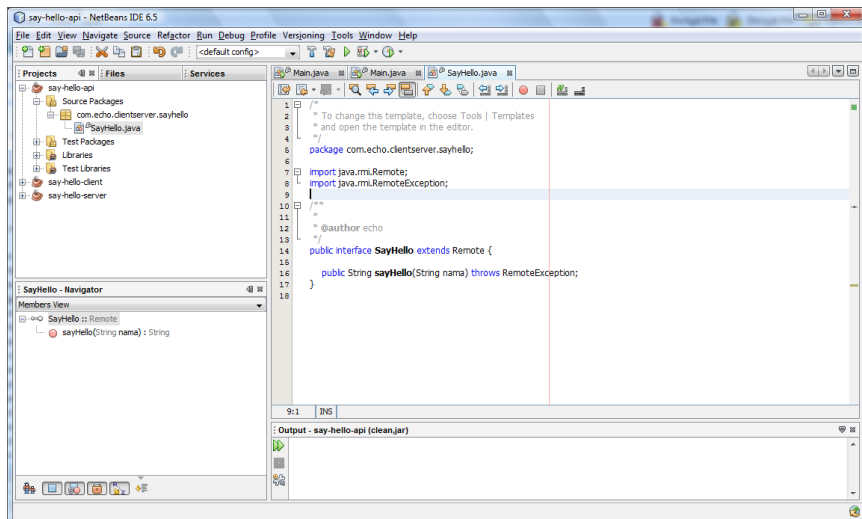 say-hello-api - NetBeans IDE 6.5
File Edit View Navigate Source Refactor Run Debug Profile Versioning Tools Window Help
<default config>
Projects Files Services
say-hello-api
Source Packages
com.echo.clientserver.sayhello
SayHello.java
Test Packages
Libraries
Test Libraries
say-hello-client
say-hello-server
SayHello - Navigator
Members View
SayHello :: Remote
sayHello(String nama) : String
Main.java Main.java SayHello.java
1 /*
2 * To change this template, choose Tools | Templates
3 * and open the template in the editor.
4 */
5 package com.echo.clientserver.sayhello;
6
7 import java.rmi.Remote;
8 import java.rmi.RemoteException;
9
10 /**
11 *
12 * @author echo
13 */
14 public interface SayHello extends Remote {
15
16 public String sayHello(String nama) throws RemoteException;
17 }
18
9:1 INS
Output - say-hello-api (clean,jar)